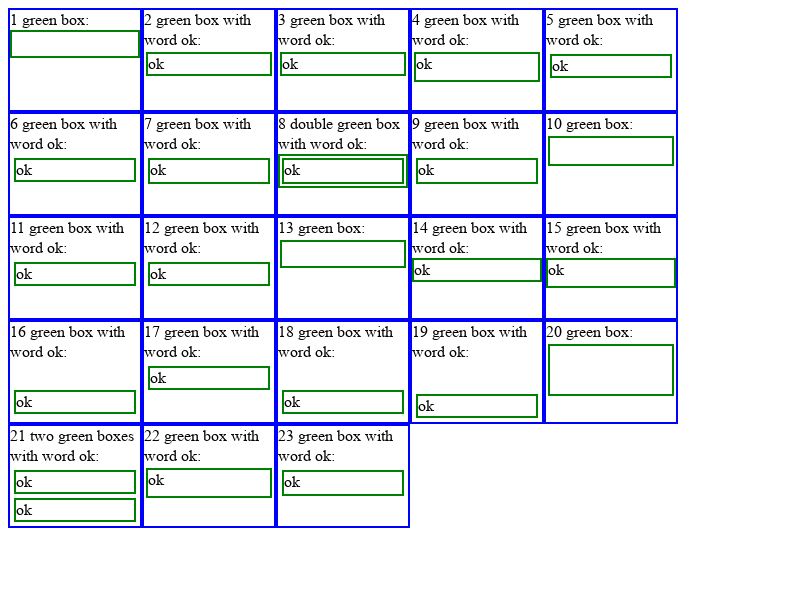 1 green box:
2 green box with
word ok:
ok
3 green box with
word ok:
ok
4 green box with
word ok:
ok
5 green box with
word ok:
ok
6 green box with
word ok:
ok
7 green box with
word ok:
ok
8 double green box
with word ok:
ok
9 green box with
word ok:
ok
10 green box:
11 green box with
word ok:
ok
12 green box with
word ok:
ok
13 green box:
14 green box with
word ok:
ok
15 green box with
word ok:
ok
16 green box with
word ok:
ok
17 green box with
word ok:
ok
18 green box with
word ok:
ok
19 green box with
word ok:
ok
20 green box:
21 two green boxes
with word ok:
ok
ok
22 green box with
word ok:
ok
23 green box with
word ok:
ok